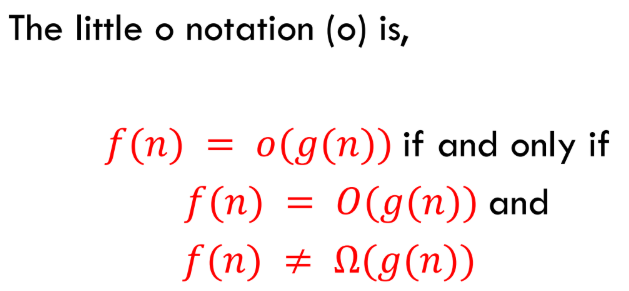 The little o notation (o) is,
f(n) = o(g(n)) if and only if
f(n) = O(g(n)) and
f(n) ≠ Ω(g(n))